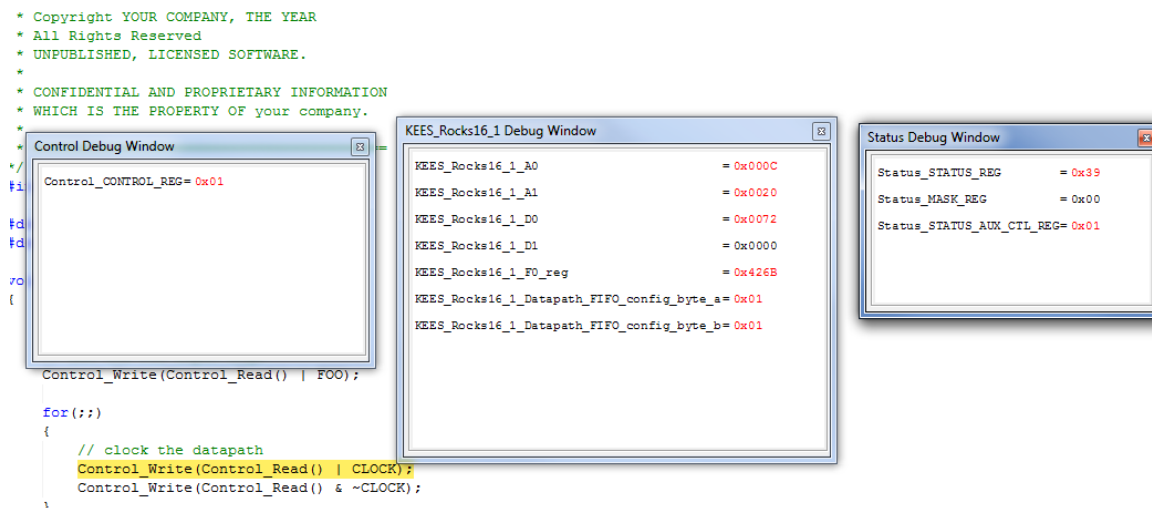 * Copyright YOUR COMPANY, THE YEAR
* All Rights Reserved
* UNPUBLISHED, LICENSED SOFTWARE.
*
* CONFIDENTIAL AND PROPRIETARY INFORMATION
* WHICH IS THE PROPERTY OF your company.
*
*
*/
#i
#d
#d
{
Control Debug Window
Control_CONTROL_REG= 0x01
KEES_Rocks16_1 Debug Window
KEES_Rocks16_1_A0 = 0x000C
KEES_Rocks16_1_A1 = 0x0020
KEES_Rocks16_1_D0 = 0x0072
KEES_Rocks16_1_D1 = 0x0000
KEES_Rocks16_1_F0_reg = 0x426B
KEES_Rocks16_1_Datapath_FIFO_config_byte_a= 0x01
KEES_Rocks16_1_Datapath_FIFO_config_byte_b= 0x01
Status Debug Window
Status_STATUS_REG = 0x39
Status_MASK_REG = 0x00
Status_STATUS_AUX_CTL_REG= 0x01
Control_Write(Control_Read() | FOO);
for(;;)
{
// clock the datapath
Control_Write(Control_Read() | CLOCK);
Control_Write(Control_Read() & ~CLOCK);
}